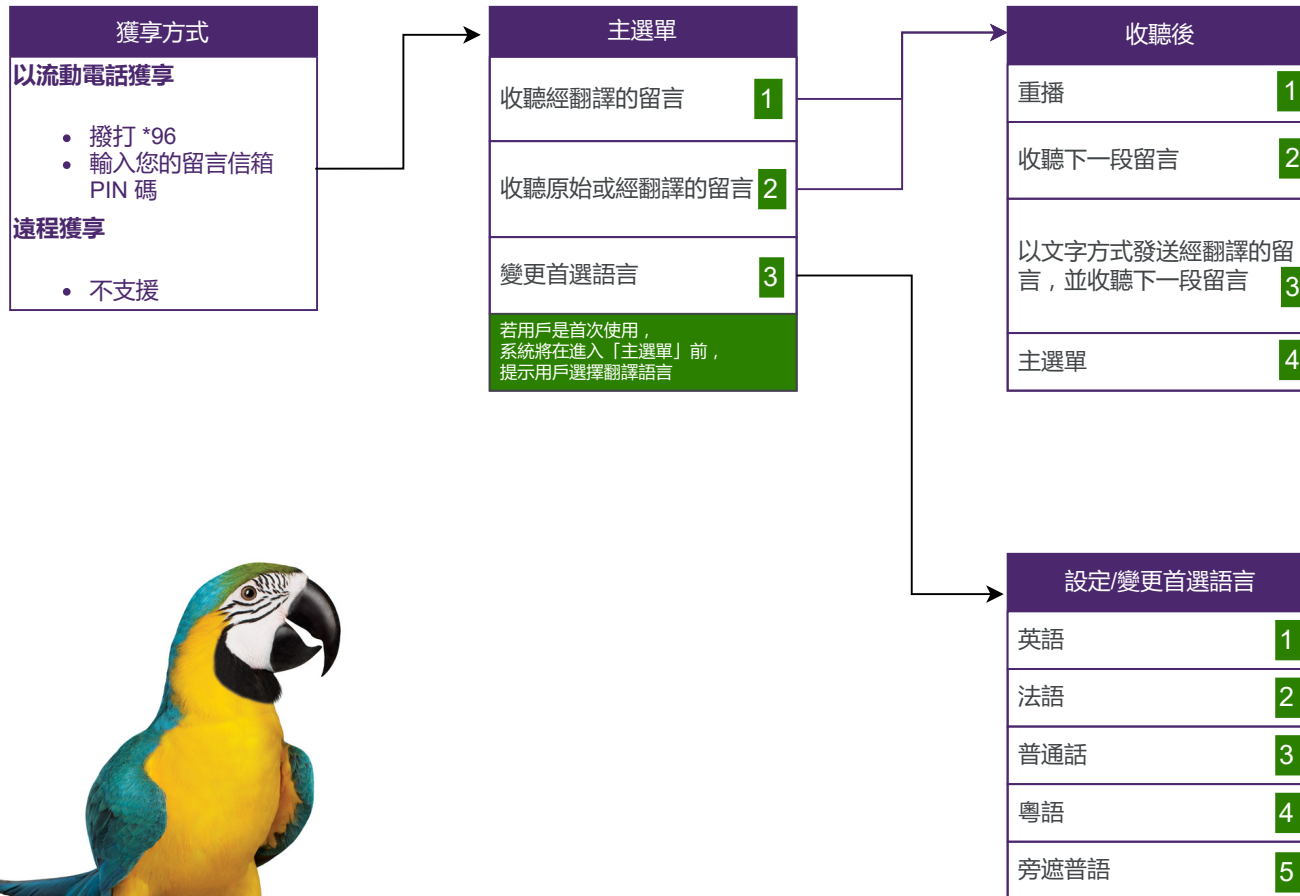 獲享方式
以流動電話獲享
• 撥打 *96
• 輸入您的留言信箱
PIN 碼
遠程獲享
• 不支援
主選單
收聽經翻譯的留言 1
收聽原始或經翻譯的留言 2
變更首選語言 3
若用戶是首次使用，
系統將在進入「主選單」前，
提示用戶選擇翻譯語言
收聽後
重播 1
收聽下一段留言 2
以文字方式發送經翻譯的留
言，並收聽下一段留言 3
主選單 4
設定/變更首選語言
英語 1
法語 2
普通話 3
粵語 4
旁遮普語 5